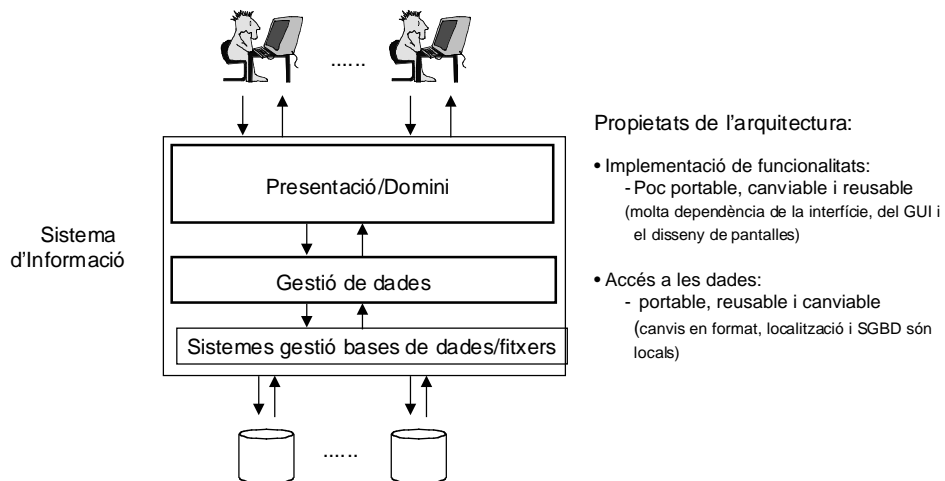 ......
Propietats de l'arquitectura:
• Implementació de funcionalitats:
- Poc portable, canviable i reusable
(molta dependència de la interfície, del GUI i
el disseny de pantalles)
• Accés a les dades:
- portable, reusable i canviable
(canvis en format, localització i SGBD són
locals)
Sistema
d'Informació
Presentació/Domini
Gestió de dades
Sistemes gestió bases de dades/fitxers
......